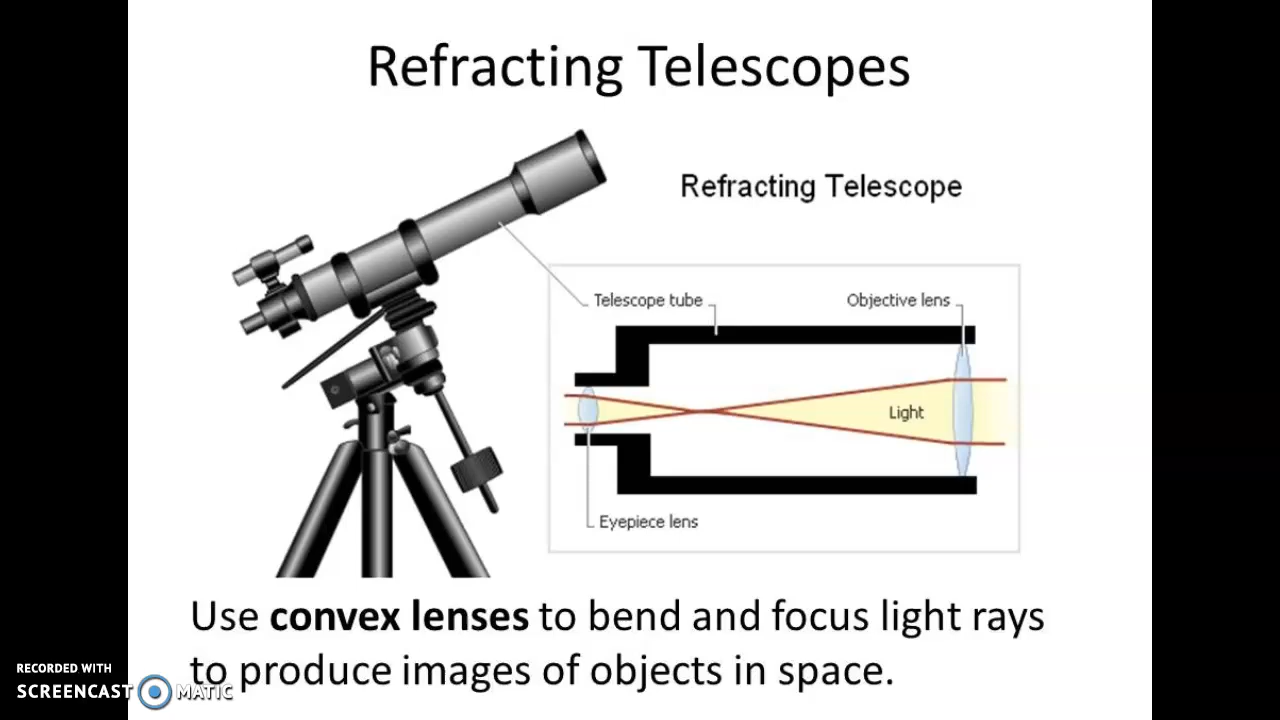 Refracting Telescopes
Refracting Telescope
Telescope tube
Objective lens
Light
Eyepiece lens
Use convex lenses to bend and focus light rays
to produce images of objects in space.
RECORDED WITH
SCREENCAST MATIC